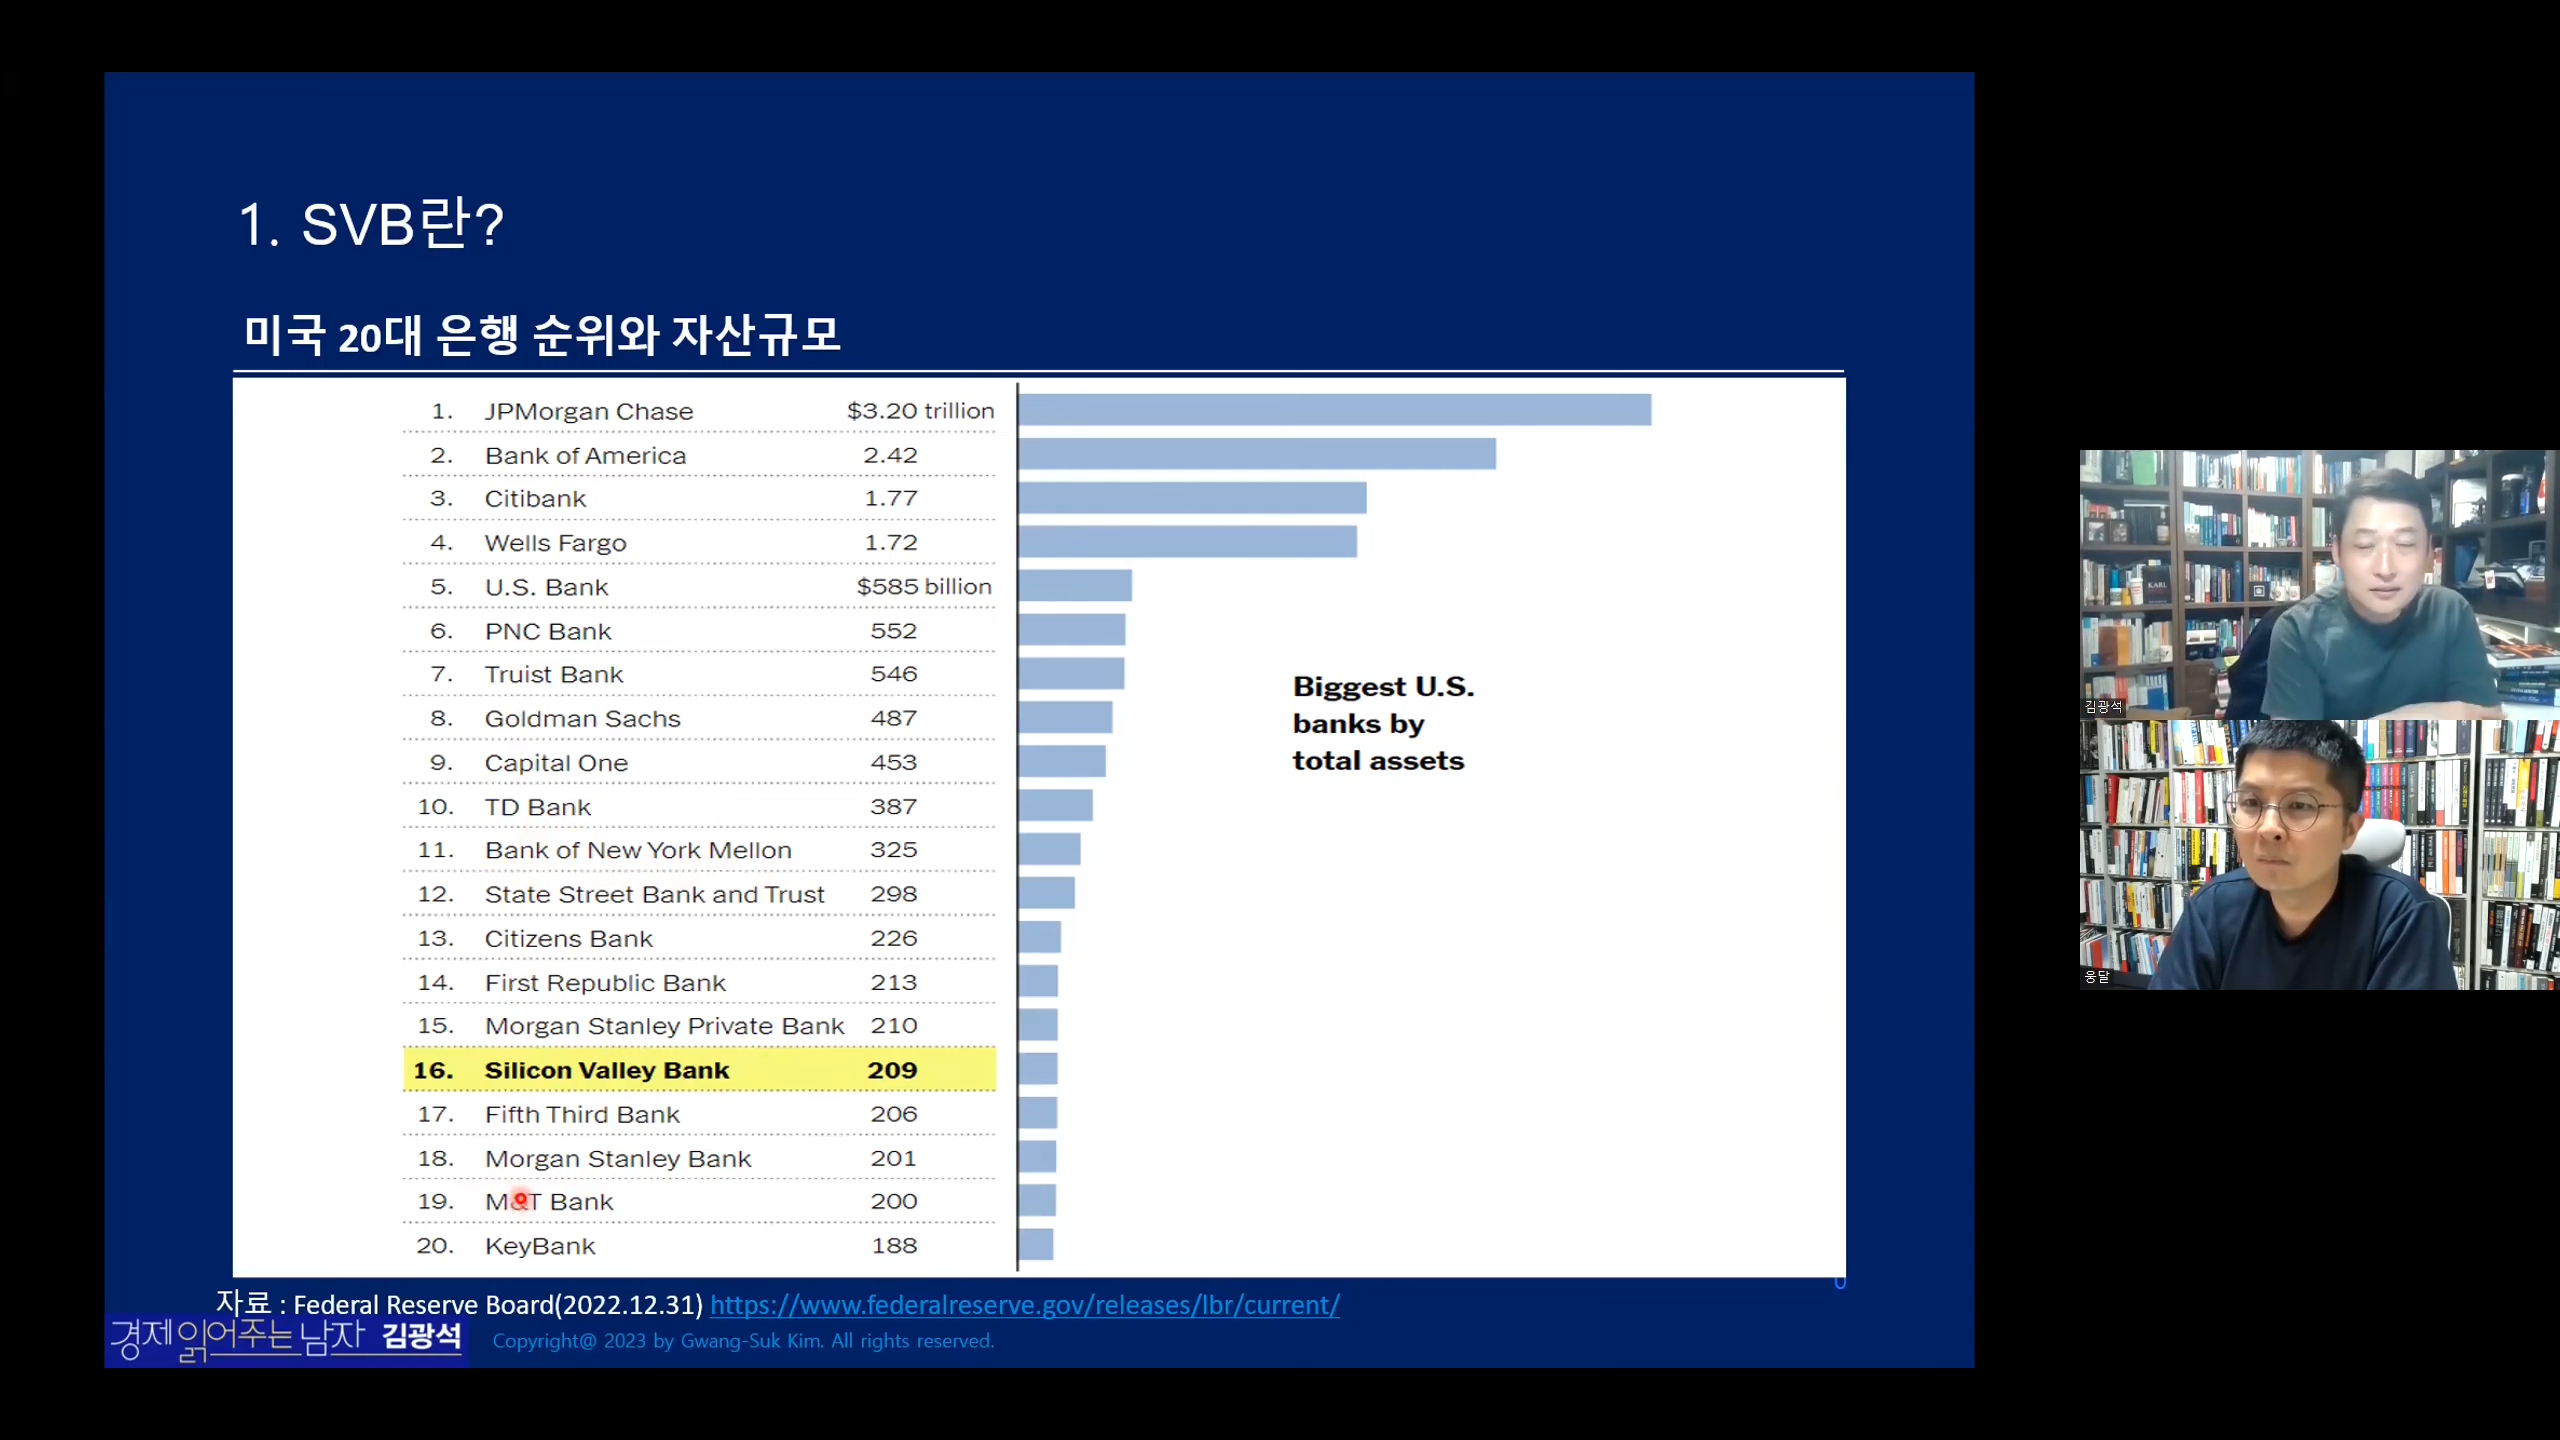 1. SVB란?
미국 20대 은행 순위와 자산규모
1. JPMorgan Chase $3.20 trillion
2. Bank of America 2.42
3. Citibank 1.77
4. Wells Fargo 1.72
5. U.S. Bank $585 billion
6. PNC Bank 552
7. Truist Bank 546
8. Goldman Sachs 487
9. Capital One 453
10. TD Bank 387
11. Bank of New York Mellon 325
12. State Street Bank and Trust 298
13. Citizens Bank 226
14. First Republic Bank 213
15. Morgan Stanley Private Bank 210
16. Silicon Valley Bank 209
17. Fifth Third Bank 206
18. Morgan Stanley Bank 201
19. M&T Bank 200
20. KeyBank 188
Biggest U.S.
banks by
total assets
자료 : Federal Reserve Board(2022.12.31) https://www.federalreserve.gov/releases/lbr/current/
경제 읽어주는 남자 김광석
Copyright@ 2023 by Gwang-Suk Kim. All rights reserved.
KARL
김광석
웅달